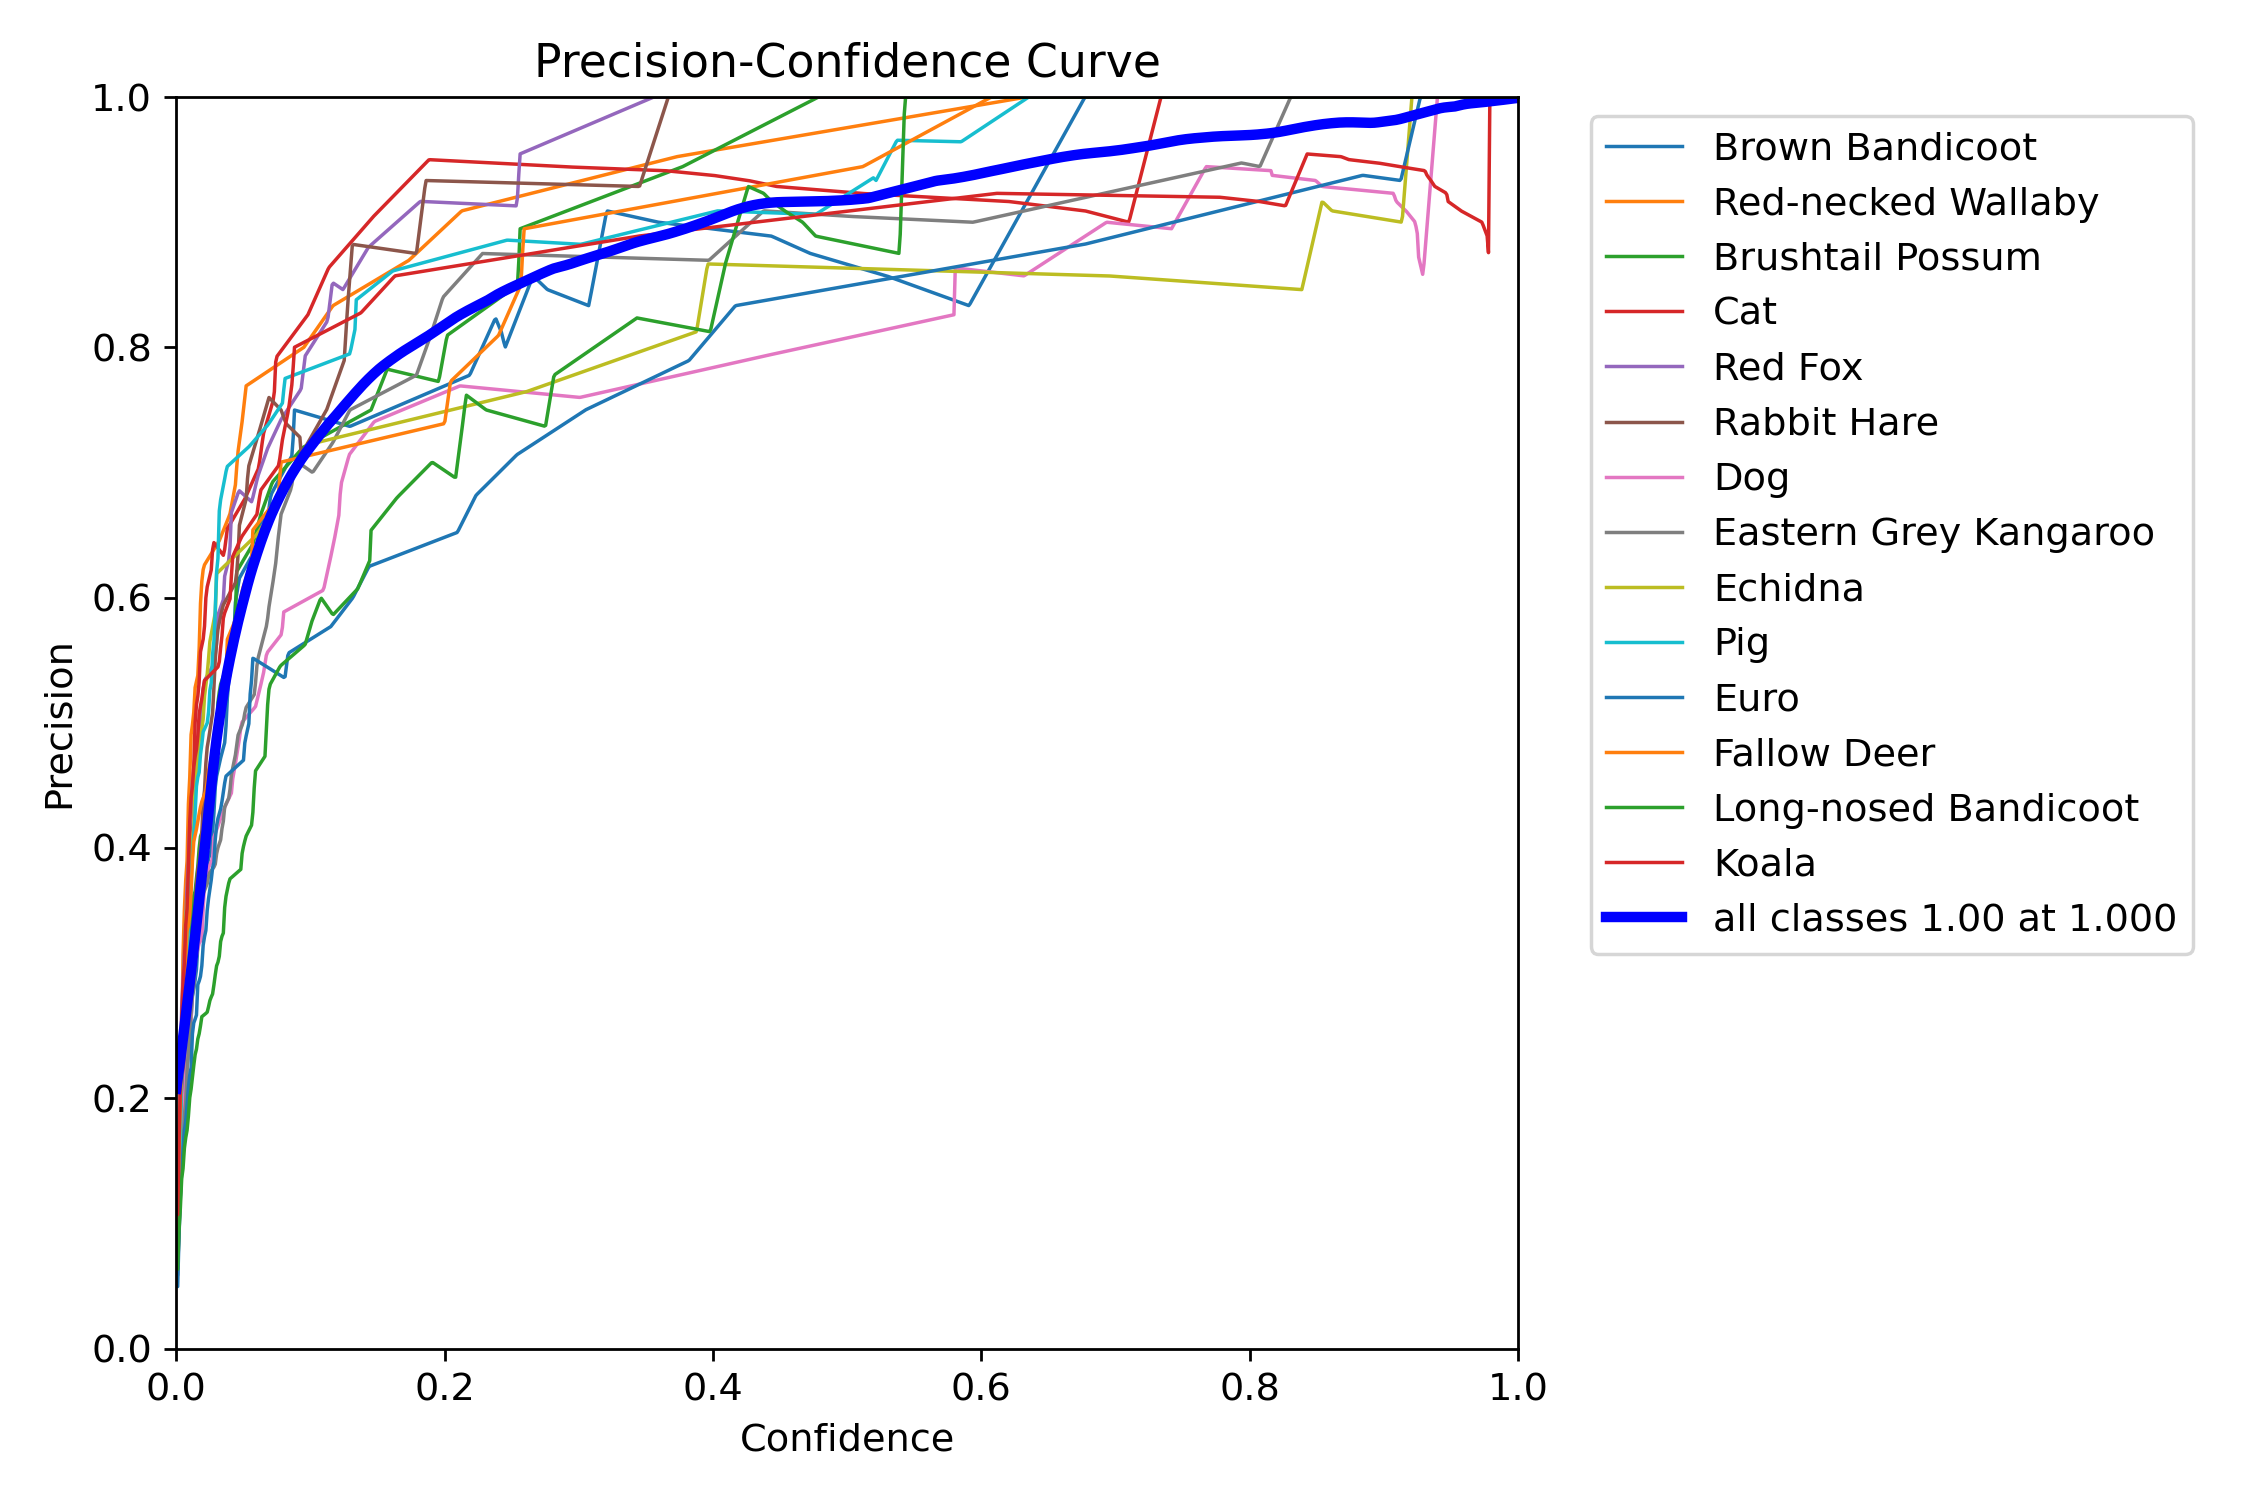 Precision-Confidence Curve
1.0
0.8
0.6
0.4
0.2
0.0
Precision
0.0 0.2 0.4 0.6 0.8 1.0
Confidence
Brown Bandicoot
Red-necked Wallaby
Brushtail Possum
Cat
Red Fox
Rabbit Hare
Dog
Eastern Grey Kangaroo
Echidna
Pig
Euro
Fallow Deer
Long-nosed Bandicoot
Koala
all classes 1.00 at 1.000